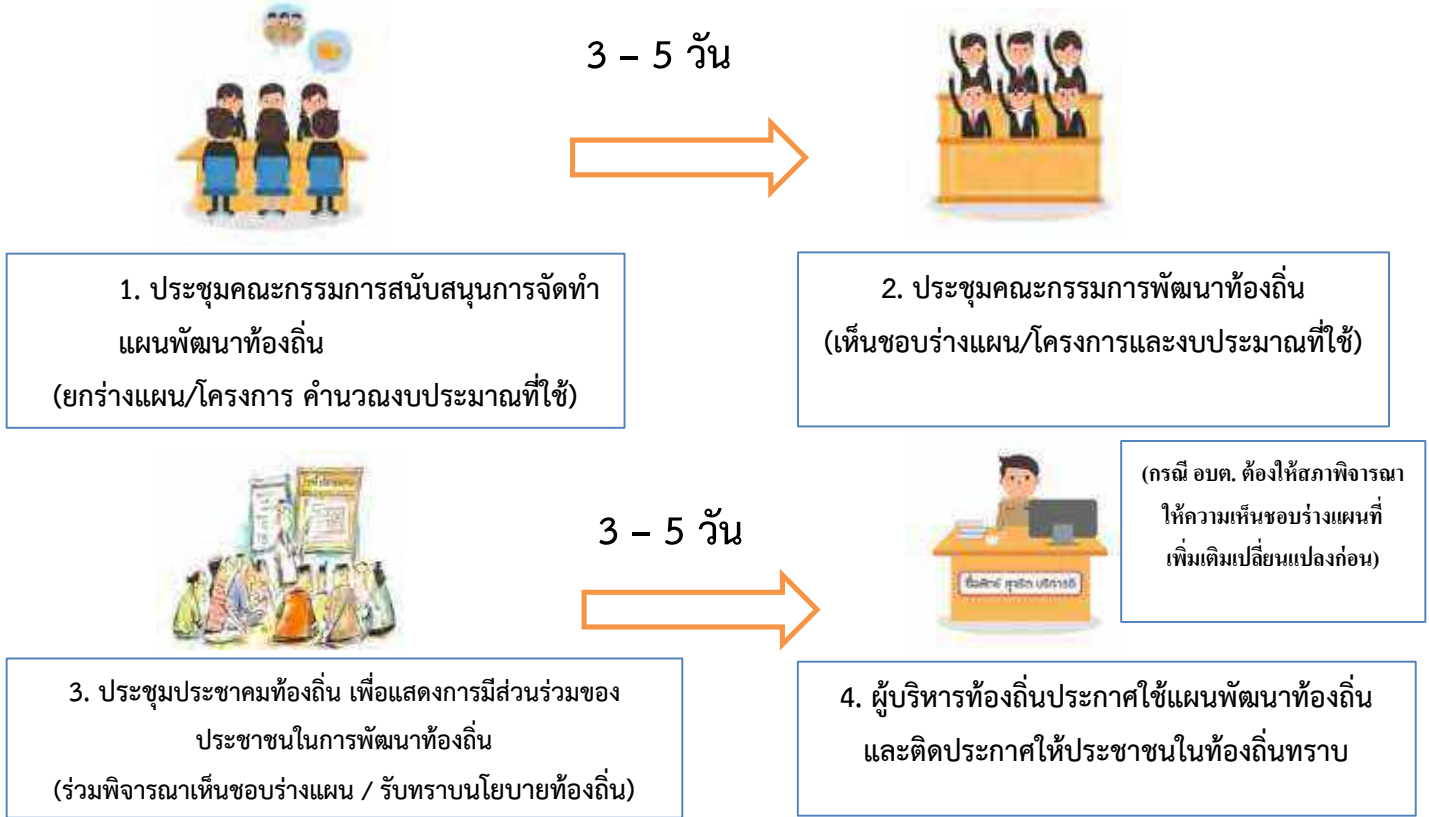 3 – 5 วัน
1. ประชุมคณะกรรมการสนับสนุนการจัดทำ
แผนพัฒนาท้องถิ่น
(ยกร่างแผน/โครงการ คำนวณงบประมาณที่ใช้)
2. ประชุมคณะกรรมการพัฒนาท้องถิ่น
(เห็นชอบร่างแผน/โครงการและงบประมาณที่ใช้)
3 – 5 วัน
ซื่อสัตย์ สุจริต บริการดี
(กรณี อบต. ต้องให้สภาพิจารณา
ให้ความเห็นชอบร่างแผนที่
เพิ่มเติมเปลี่ยนแปลงก่อน)
3. ประชุมประชาคมท้องถิ่น เพื่อแสดงการมีส่วนร่วมของ
ประชาชนในการพัฒนาท้องถิ่น
(ร่วมพิจารณาเห็นชอบร่างแผน / รับทราบนโยบายท้องถิ่น)
4. ผู้บริหารท้องถิ่นประกาศใช้แผนพัฒนาท้องถิ่น
และติดประกาศให้ประชาชนในท้องถิ่นทราบ